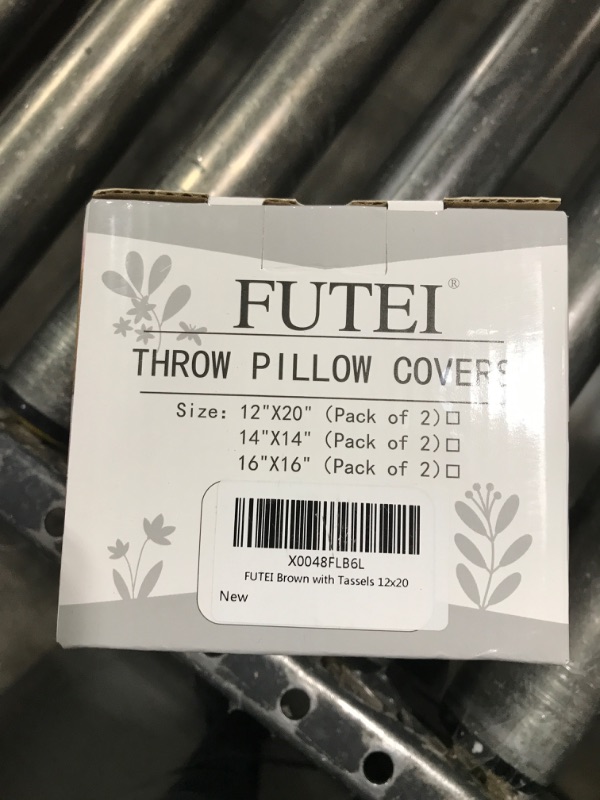 FUTEI®
THROW PILLOW COVERS
Size: 12"X20" (Pack of 2)☐
14"X14" (Pack of 2)☐
16"X16" (Pack of 2)☐
X0048FLB6L
FUTEI Brown with Tassels 12x20
New